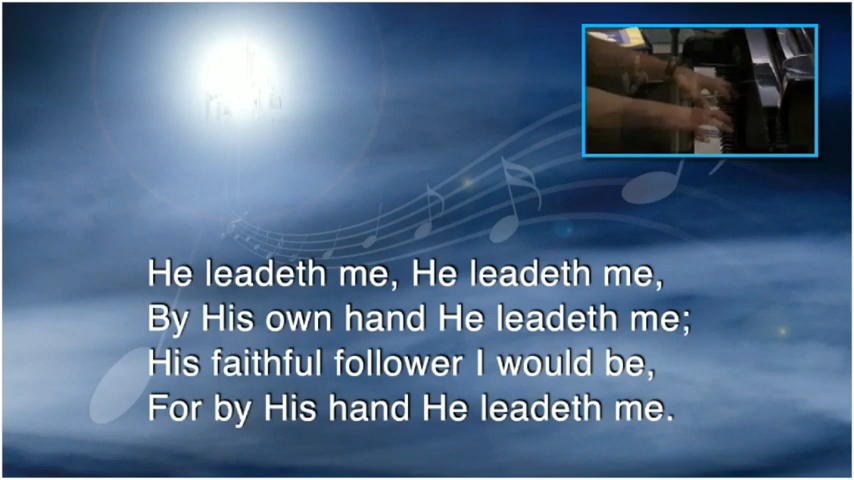 He leadeth me, He leadeth me,
By His own hand He leadeth me;
His faithful follower I would be,
For by His hand He leadeth me.